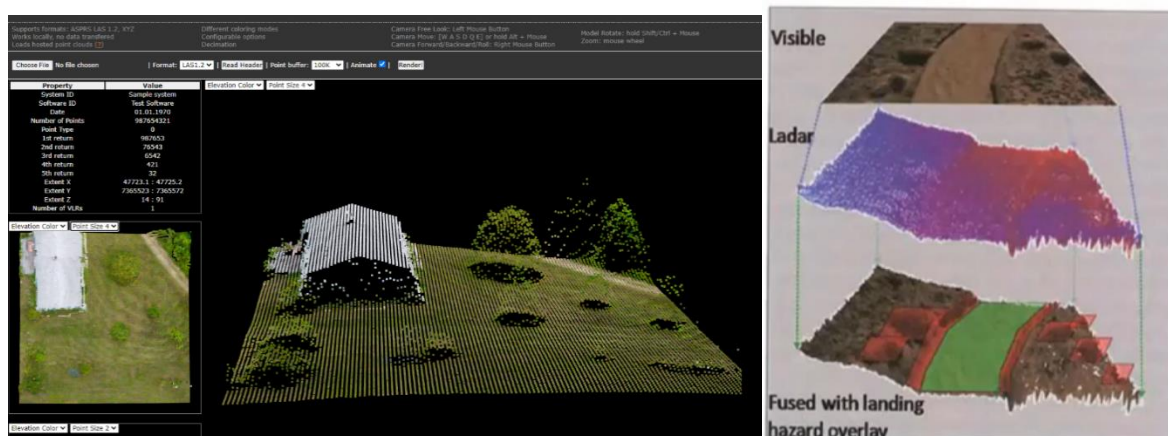 Supports formats: ASPRS LAS 1.2, XYZ
Works locally, no data transferred
Loads hosted point clouds [?]
Different coloring modes
Configurable options
Decimation
Camera Free Look: Left Mouse Button
Camera Move: [W A S D Q E] or hold Alt + Mouse
Camera Forward/Backward/Roll: Right Mouse Button
Model Rotate: hold Shift/Ctrl + Mouse
Zoom: mouse wheel
Choose File No file chosen | Format: LAS1.2 | Read Header | Point buffer: 100K | Animate | Render!
Property Value
System ID Sample system
Software ID Test Software
Date 01.01.1970
Number of Points 987654321
Point Type 0
1st return 987653
2nd return 76543
3rd return 6542
4th return 421
5th return 32
Extent X 47723.1 : 47725.2
Extent Y 7365523.1 : 7365572
Extent Z 14 : 91
Number of VLRs 1
Elevation Color Point Size 4
Elevation Color Point Size 4
Elevation Color Point Size 2
Visible
Ladar
Fused with landing
hazard overlay